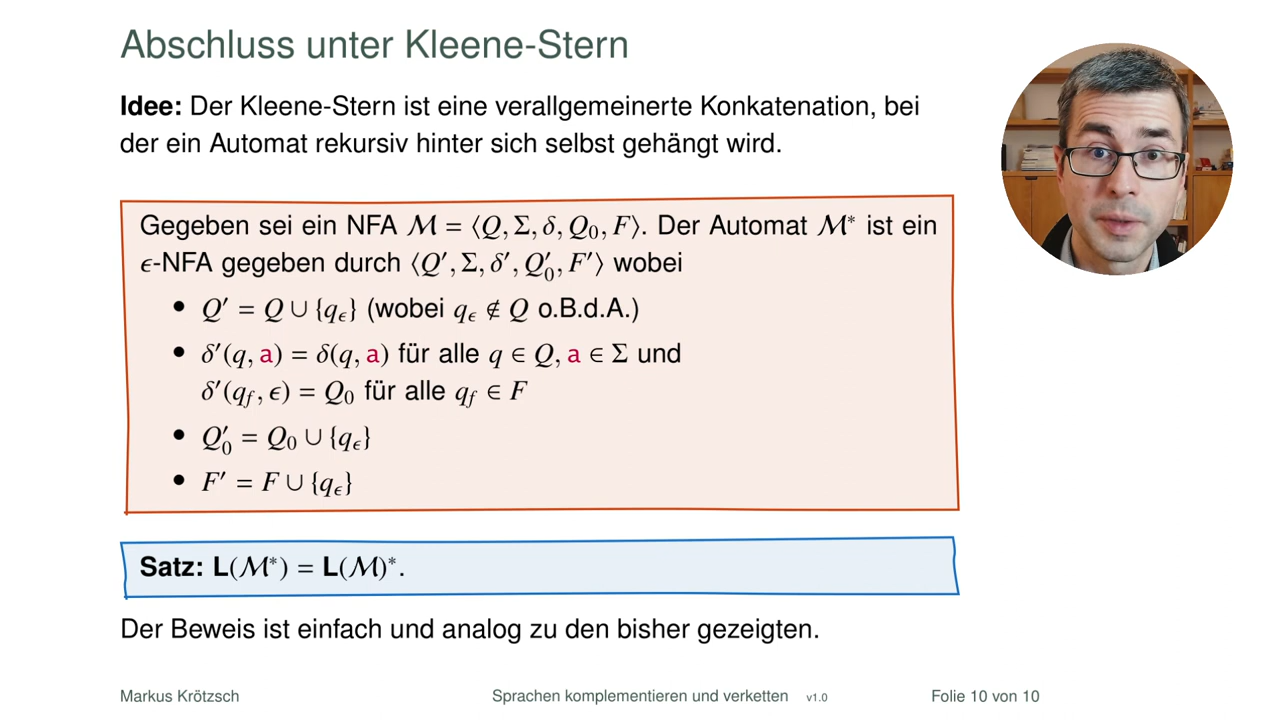 Abschluss unter Kleene-Stern
Idee: Der Kleene-Stern ist eine verallgemeinerte Konkatenation, bei
der ein Automat rekursiv hinter sich selbst gehängt wird.
Gegeben sei ein NFA ℳ = ⟨Q, Σ, δ, Q₀, F⟩. Der Automat ℳ* ist ein
ϵ-NFA gegeben durch ⟨Q′, Σ, δ′, Q′₀, F′⟩ wobei
• Q′ = Q ∪ {q_ϵ} (wobei q_ϵ ∉ Q o.B.d.A.)
• δ′(q, a) = δ(q, a) für alle q ∈ Q, a ∈ Σ und
δ′(q_f, ϵ) = Q₀ für alle q_f ∈ F
• Q′₀ = Q₀ ∪ {q_ϵ}
• F′ = F ∪ {q_ϵ}
Satz: L(ℳ*) = L(ℳ)*.
Der Beweis ist einfach und analog zu den bisher gezeigten.
Markus Krötzsch Sprachen komplementieren und verketten v1.0 Folie 10 von 10